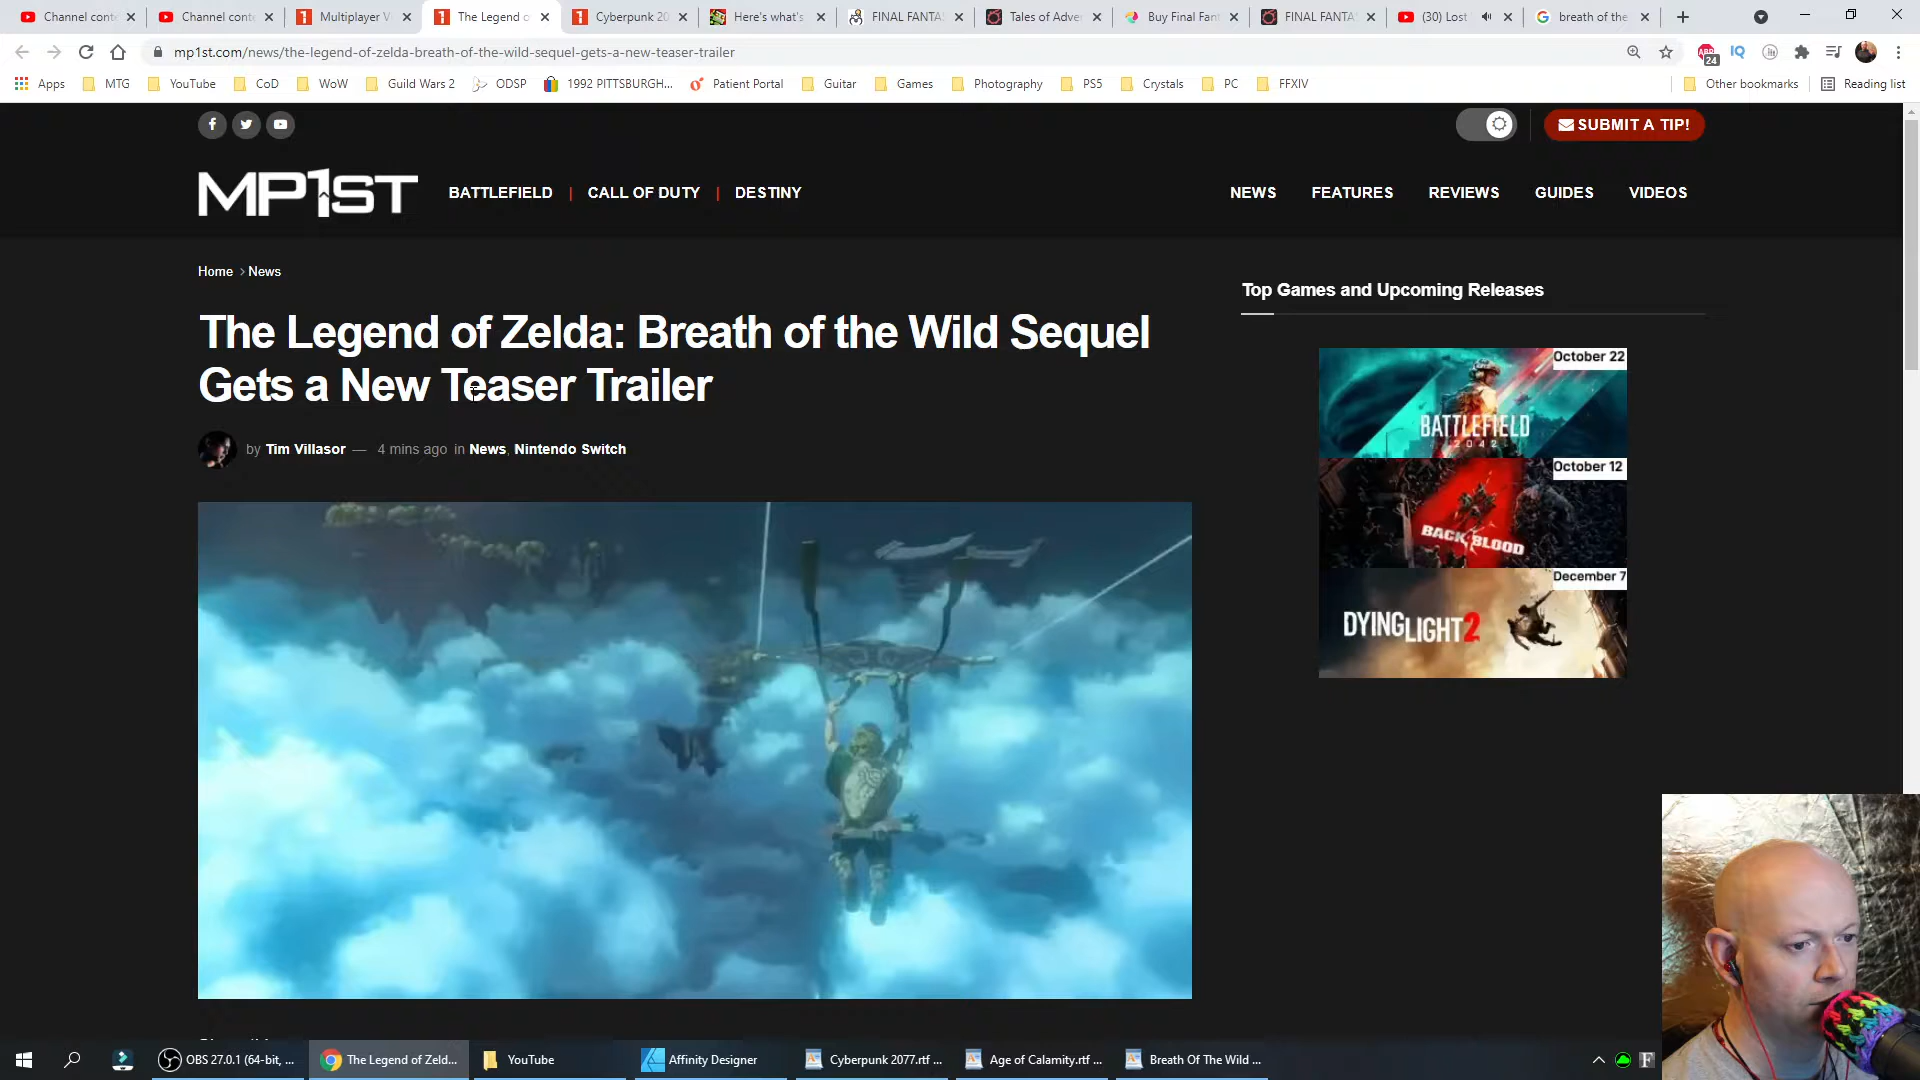 Channel conte
Channel conte
Multiplayer V
The Legend o
Cyberpunk 20
Here's what's
FINAL FANTA
Tales of Adve
Buy Final Fant
FINAL FANTA
(30) Lost
breath of the
mp1st.com/news/the-legend-of-zelda-breath-of-the-wild-sequel-gets-a-new-teaser-trailer
ABP
24
IQ
Apps
MTG
YouTube
CoD
WoW
Guild Wars 2
ODSP
1992 PITTSBURGH...
Patient Portal
Guitar
Games
Photography
PS5
Crystals
PC
FFXIV
Other bookmarks
Reading list
SUBMIT A TIP!
MP1ST
BATTLEFIELD | CALL OF DUTY | DESTINY
NEWS
FEATURES
REVIEWS
GUIDES
VIDEOS
Home > News
The Legend of Zelda: Breath of the Wild Sequel
Gets a New Teaser Trailer
by Tim Villasor — 4 mins ago in News, Nintendo Switch
Top Games and Upcoming Releases
October 22
BATTLEFIELD
2042
October 12
4
BACK BLOOD
December 7
DYING LIGHT 2
OBS 27.0.1 (64-bit, ...
The Legend of Zeld...
YouTube
Affinity Designer
Cyberpunk 2077.rtf ...
Age of Calamity.rtf ...
Breath Of The Wild ...
F